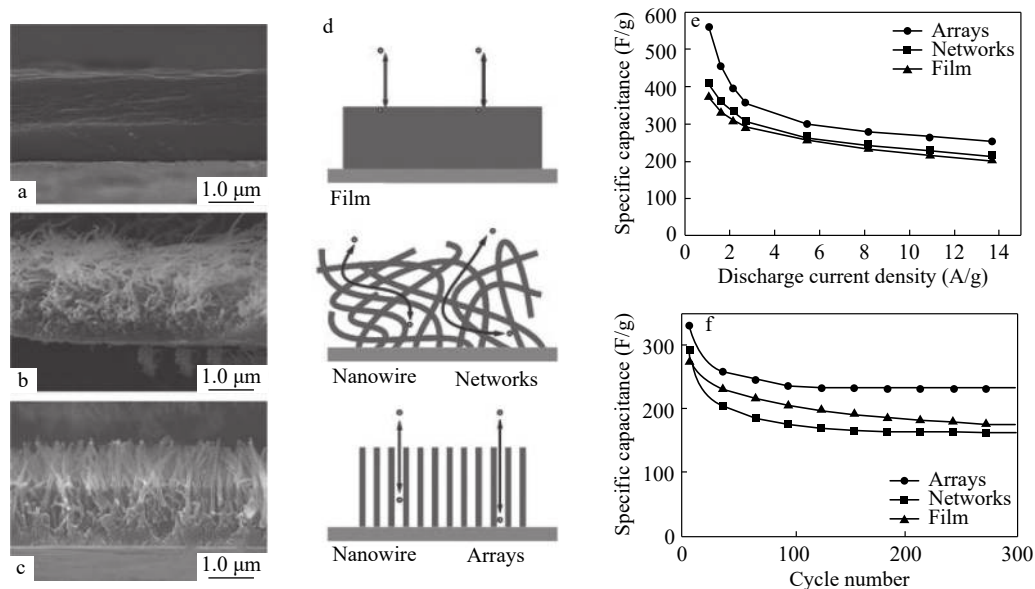 a
1.0 μm
b
1.0 μm
c
1.0 μm
d
Film
Nanowire Networks
Nanowire Arrays
e
Arrays
Networks
Film
600
500
400
300
200
100
0
0 2 4 6 8 10 12 14
Specific capacitance (F/g)
Discharge current density (A/g)
f
300
200
100
0
0 100 200 300
Arrays
Networks
Film
Specific capacitance (F/g)
Cycle number